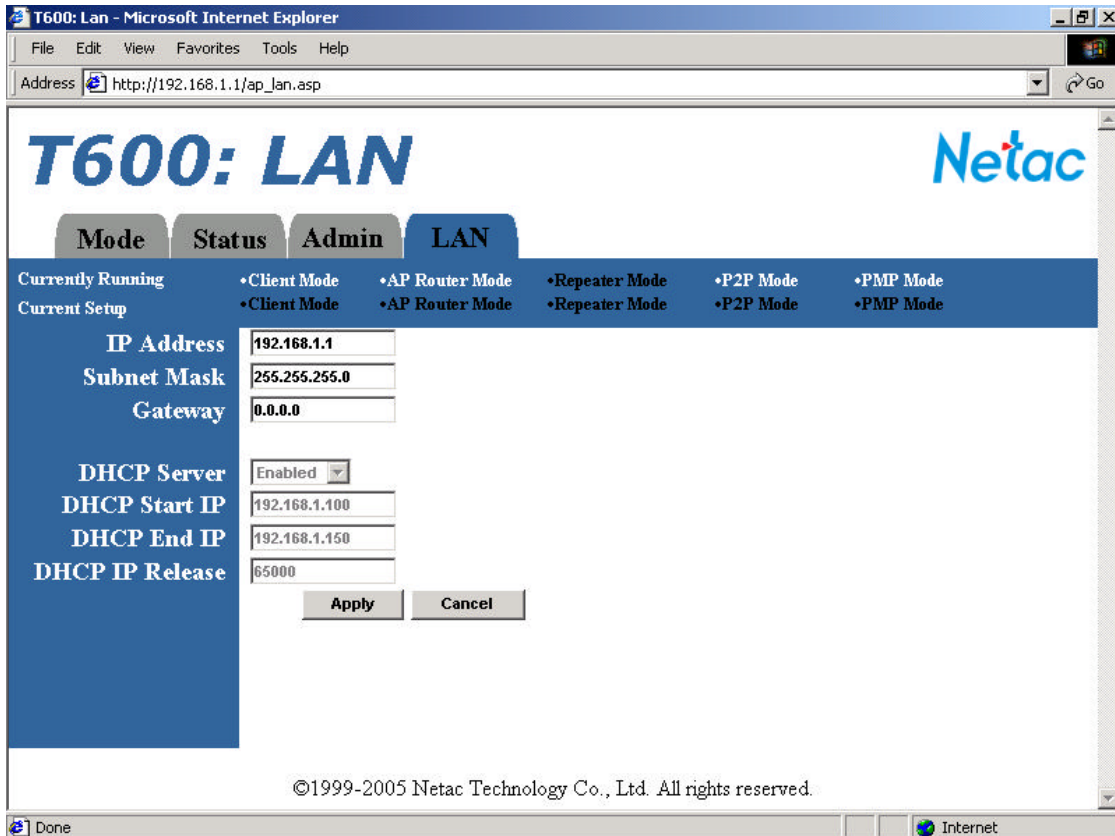 T600: Lan - Microsoft Internet Explorer
File Edit View Favorites Tools Help
Address http://192.168.1.1/ap_lan.asp Go
T600: LAN
Netac
Mode Status Admin LAN
Currently Running •Client Mode •AP Router Mode •Repeater Mode •P2P Mode •PMP Mode
Current Setup •Client Mode •AP Router Mode •Repeater Mode •P2P Mode •PMP Mode
IP Address 192.168.1.1
Subnet Mask 255.255.255.0
Gateway 0.0.0.0
DHCP Server Enabled
DHCP Start IP 192.168.1.100
DHCP End IP 192.168.1.150
DHCP IP Release 65000
Apply Cancel
©1999-2005 Netac Technology Co., Ltd. All rights reserved.
Done Internet